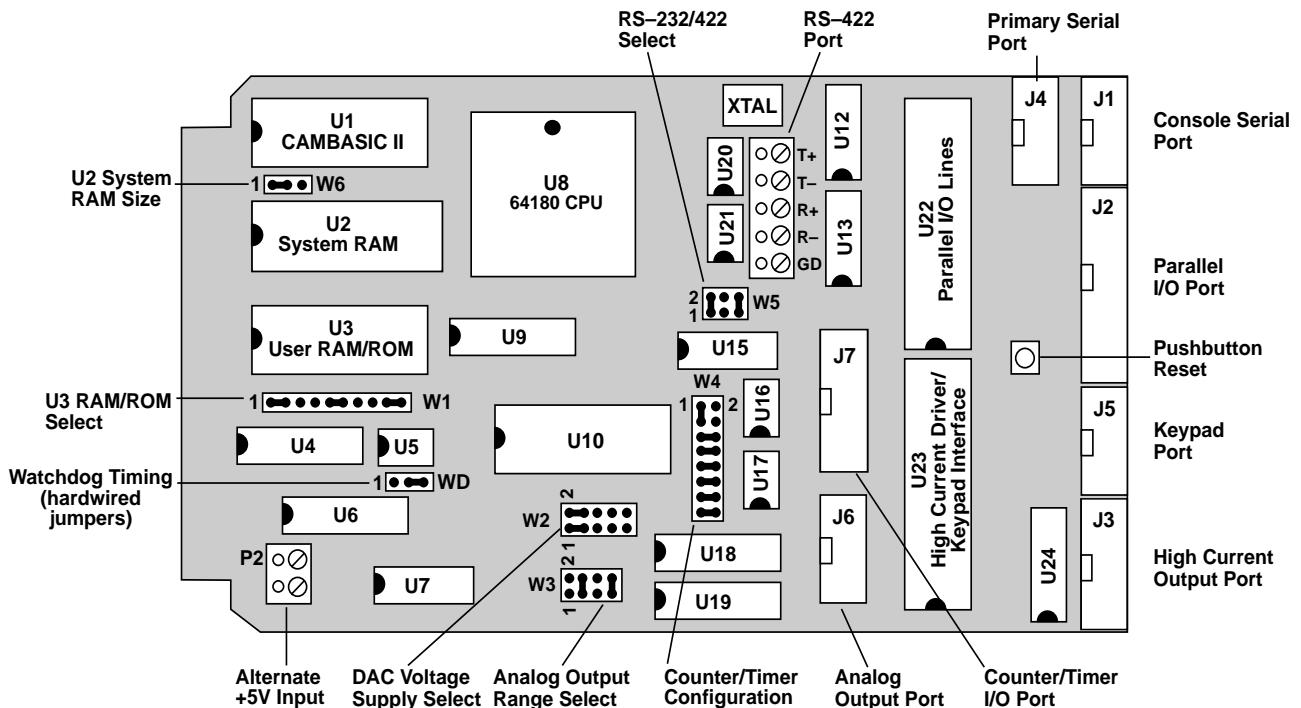 RS–232/422
Select
RS–422
Port
Primary Serial
Port
XTAL
J4
J1
Console Serial
Port
U1
CAMBASIC II
U12
U20
T+
T–
R+
R–
GD
U2 System
RAM Size
1
W6
U8
64180 CPU
U22
Parallel I/O Lines
J2
U2
System RAM
U21
U13
Parallel
I/O Port
2
1
W5
U3
User RAM/ROM
U9
U15
J7
Pushbutton
Reset
U3 RAM/ROM
Select
1
W1
W4
1
2
U16
U23
High Current Driver/
Keypad Interface
J5
Keypad
Port
U4
U5
U10
Watchdog Timing
(hardwired
jumpers)
1
WD
U17
U6
W2
2
1
J6
J3
U24
High Current
Output Port
P2
U7
W3
2
1
U18
U19
Alternate
+5V Input
DAC Voltage
Supply Select
Analog Output
Range Select
Counter/Timer
Configuration
Analog
Output Port
Counter/Timer
I/O Port